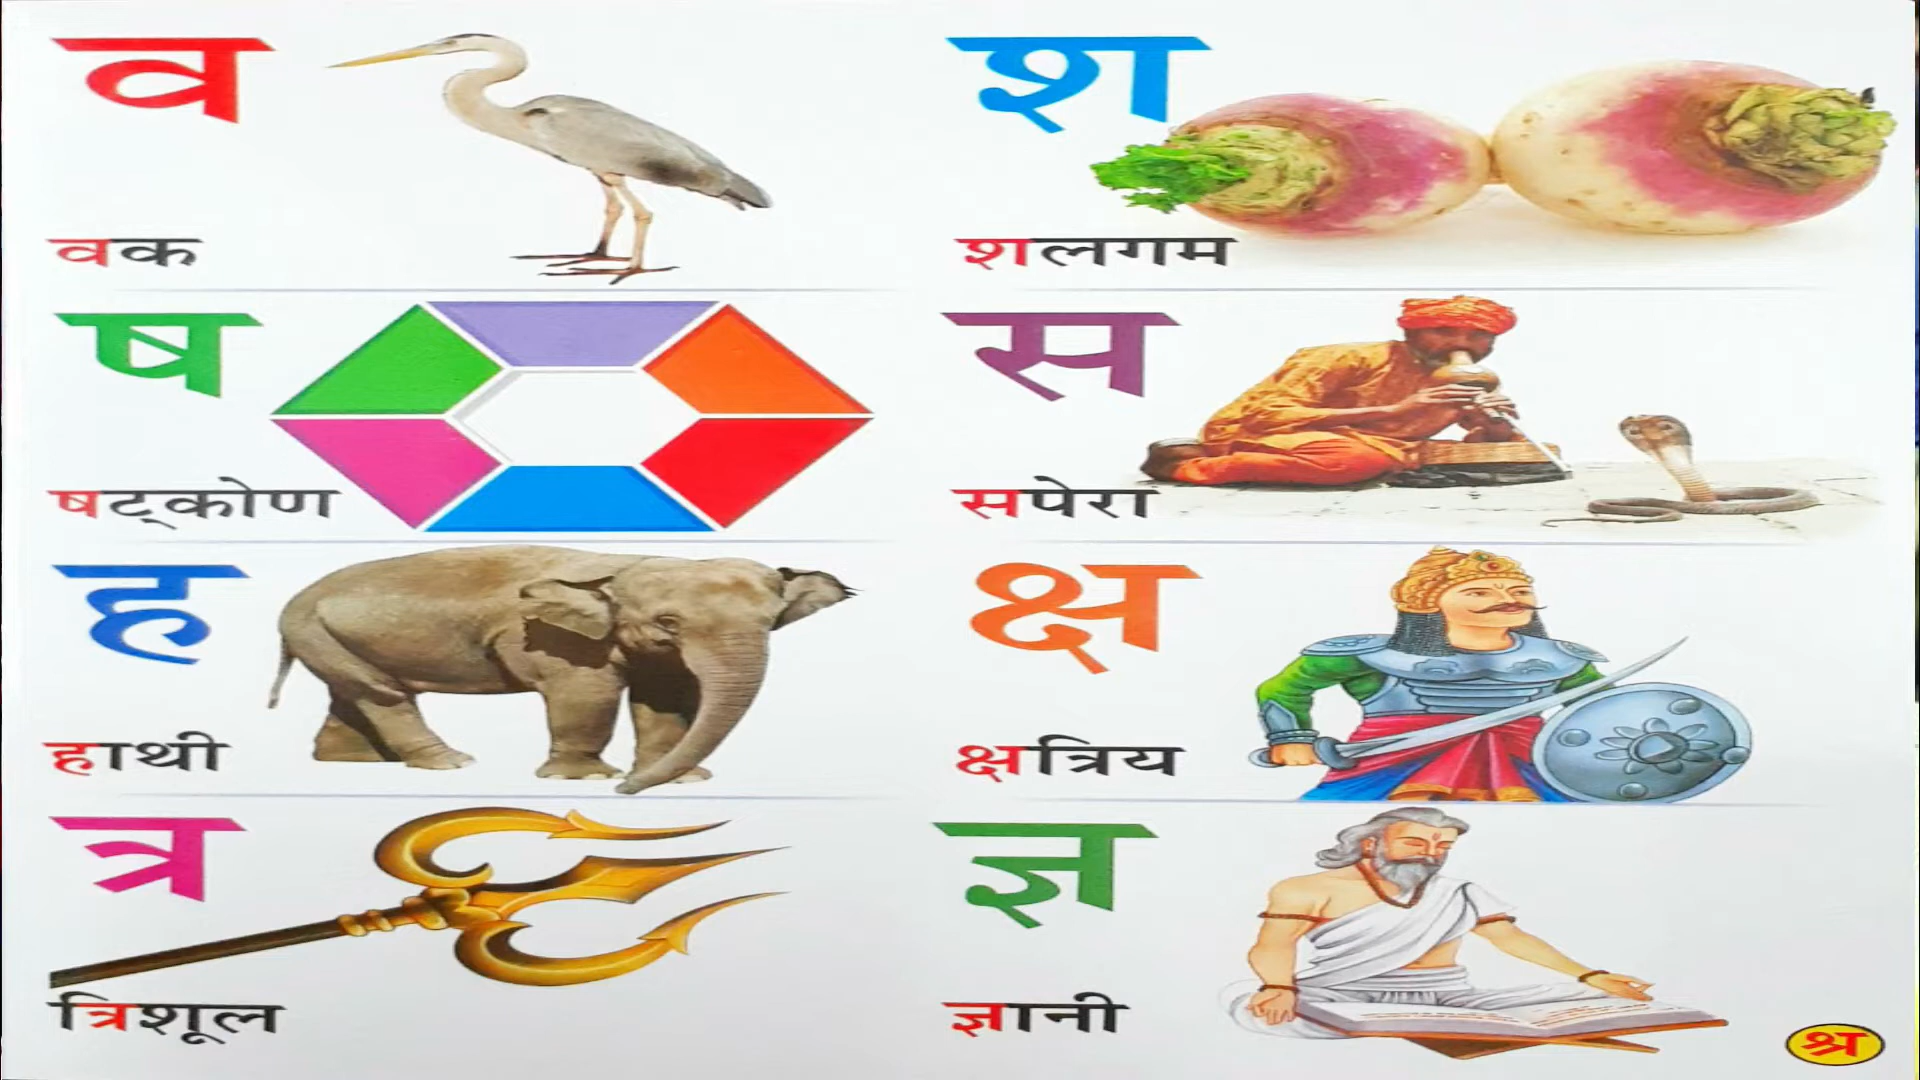 व
वक
श
शलगम
ष
षट्कोण
स
सपेरा
ह
हाथी
क्ष
क्षत्रिय
त्र
त्रिशूल
ज्ञ
ज्ञानी
श्र